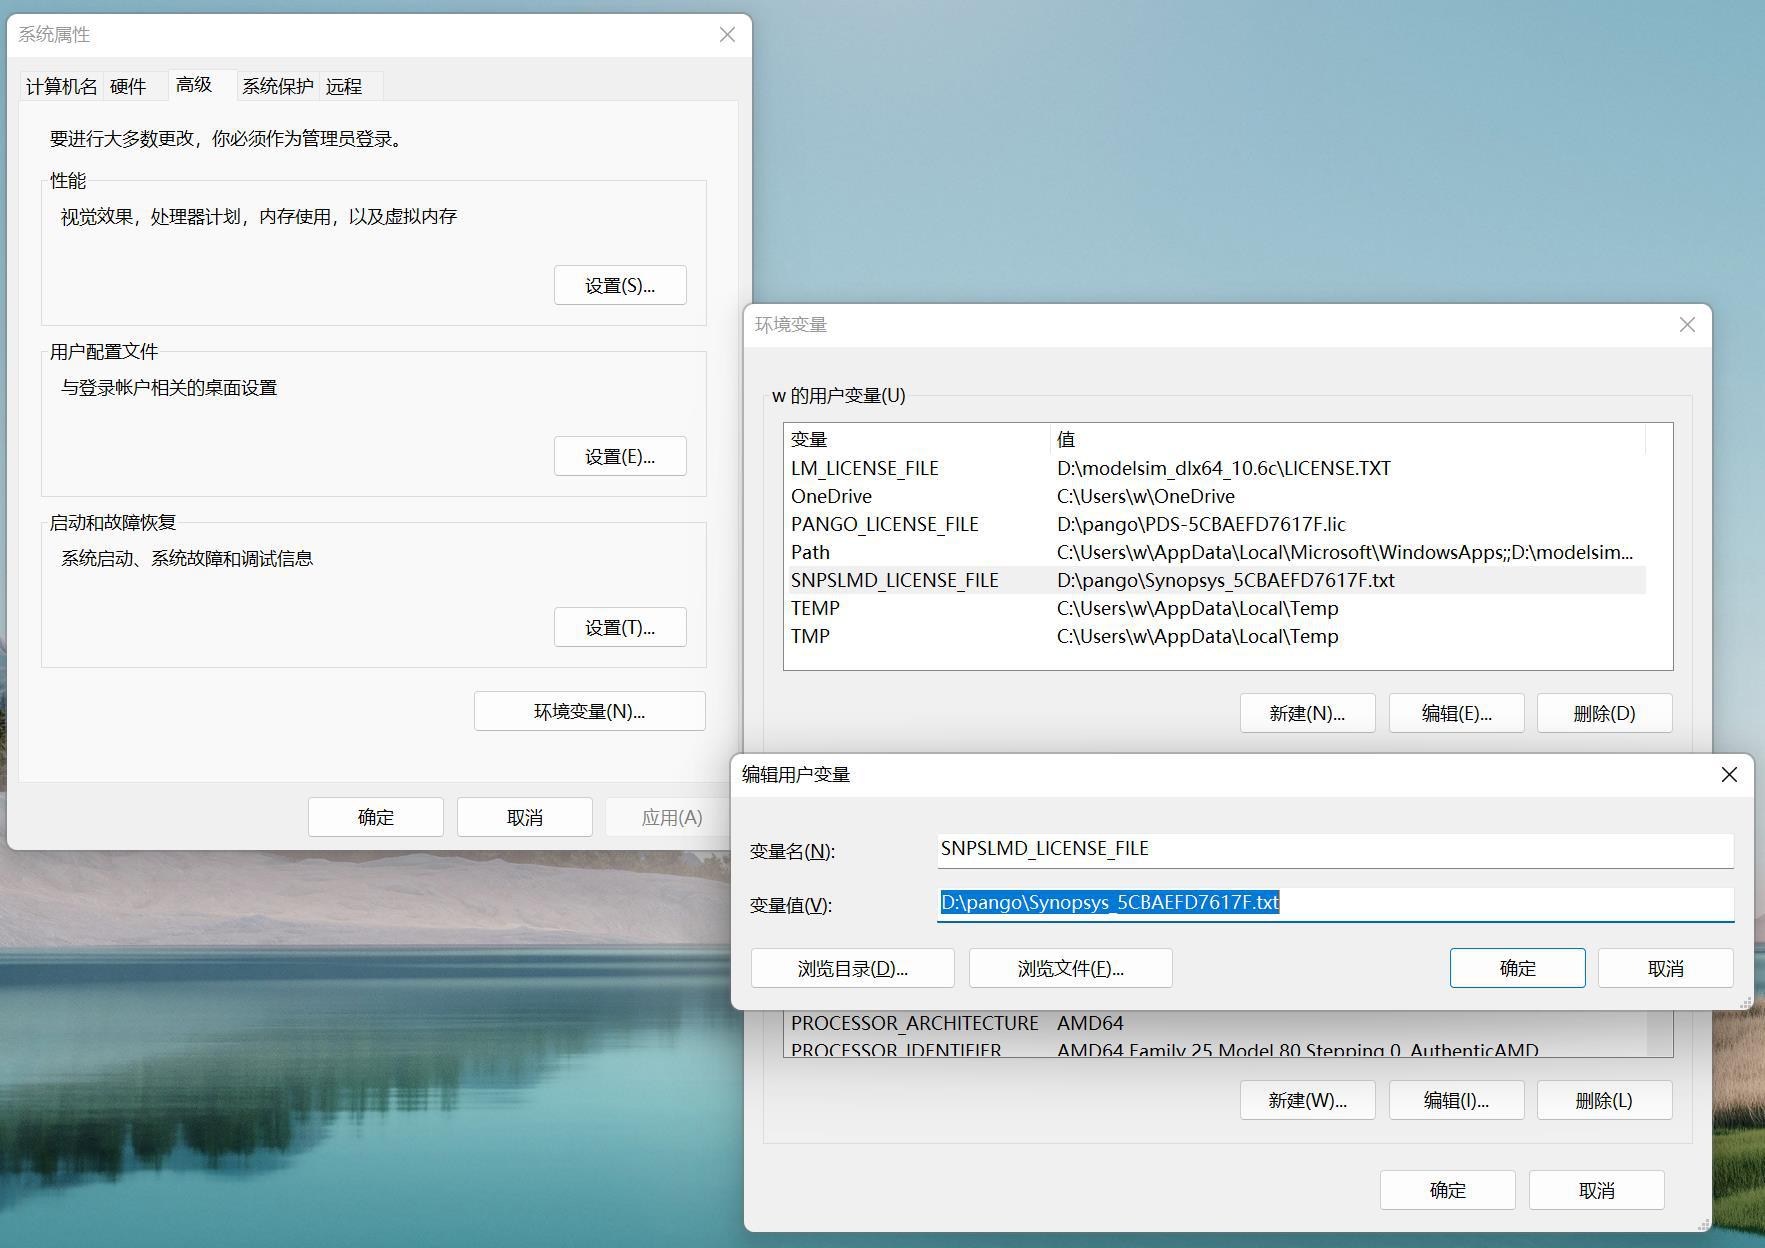 系统属性
计算机名 硬件 高级 系统保护 远程
要进行大多数更改，你必须作为管理员登录。
性能
视觉效果，处理器计划，内存使用，以及虚拟内存
设置(S)...
用户配置文件
与登录帐户相关的桌面设置
设置(E)...
启动和故障恢复
系统启动、系统故障和调试信息
设置(T)...
环境变量(N)...
确定 取消 应用(A)
环境变量
w 的用户变量(U)
变量 值
LM_LICENSE_FILE D:\modelsim_dlx64_10.6c\LICENSE.TXT
OneDrive C:\Users\w\OneDrive
PANGO_LICENSE_FILE D:\pango\PDS-5CBAEFD7617F.lic
Path C:\Users\w\AppData\Local\Microsoft\WindowsApps;;D:\modelsim...
SNPSLMD_LICENSE_FILE D:\pango\Synopsys_5CBAEFD7617F.txt
TEMP C:\Users\w\AppData\Local\Temp
TMP C:\Users\w\AppData\Local\Temp
新建(N)... 编辑(E)... 删除(D)
编辑用户变量
变量名(N): SNPSLMD_LICENSE_FILE
变量值(V): D:\pango\Synopsys_5CBAEFD7617F.txt
浏览目录(D)... 浏览文件(F)... 确定 取消
PROCESSOR_ARCHITECTURE AMD64
PROCESSOR_IDENTIFIER AMD64 Family 25 Model 80 Stepping 0, AuthenticAMD
新建(W)... 编辑(I)... 删除(L)
确定 取消